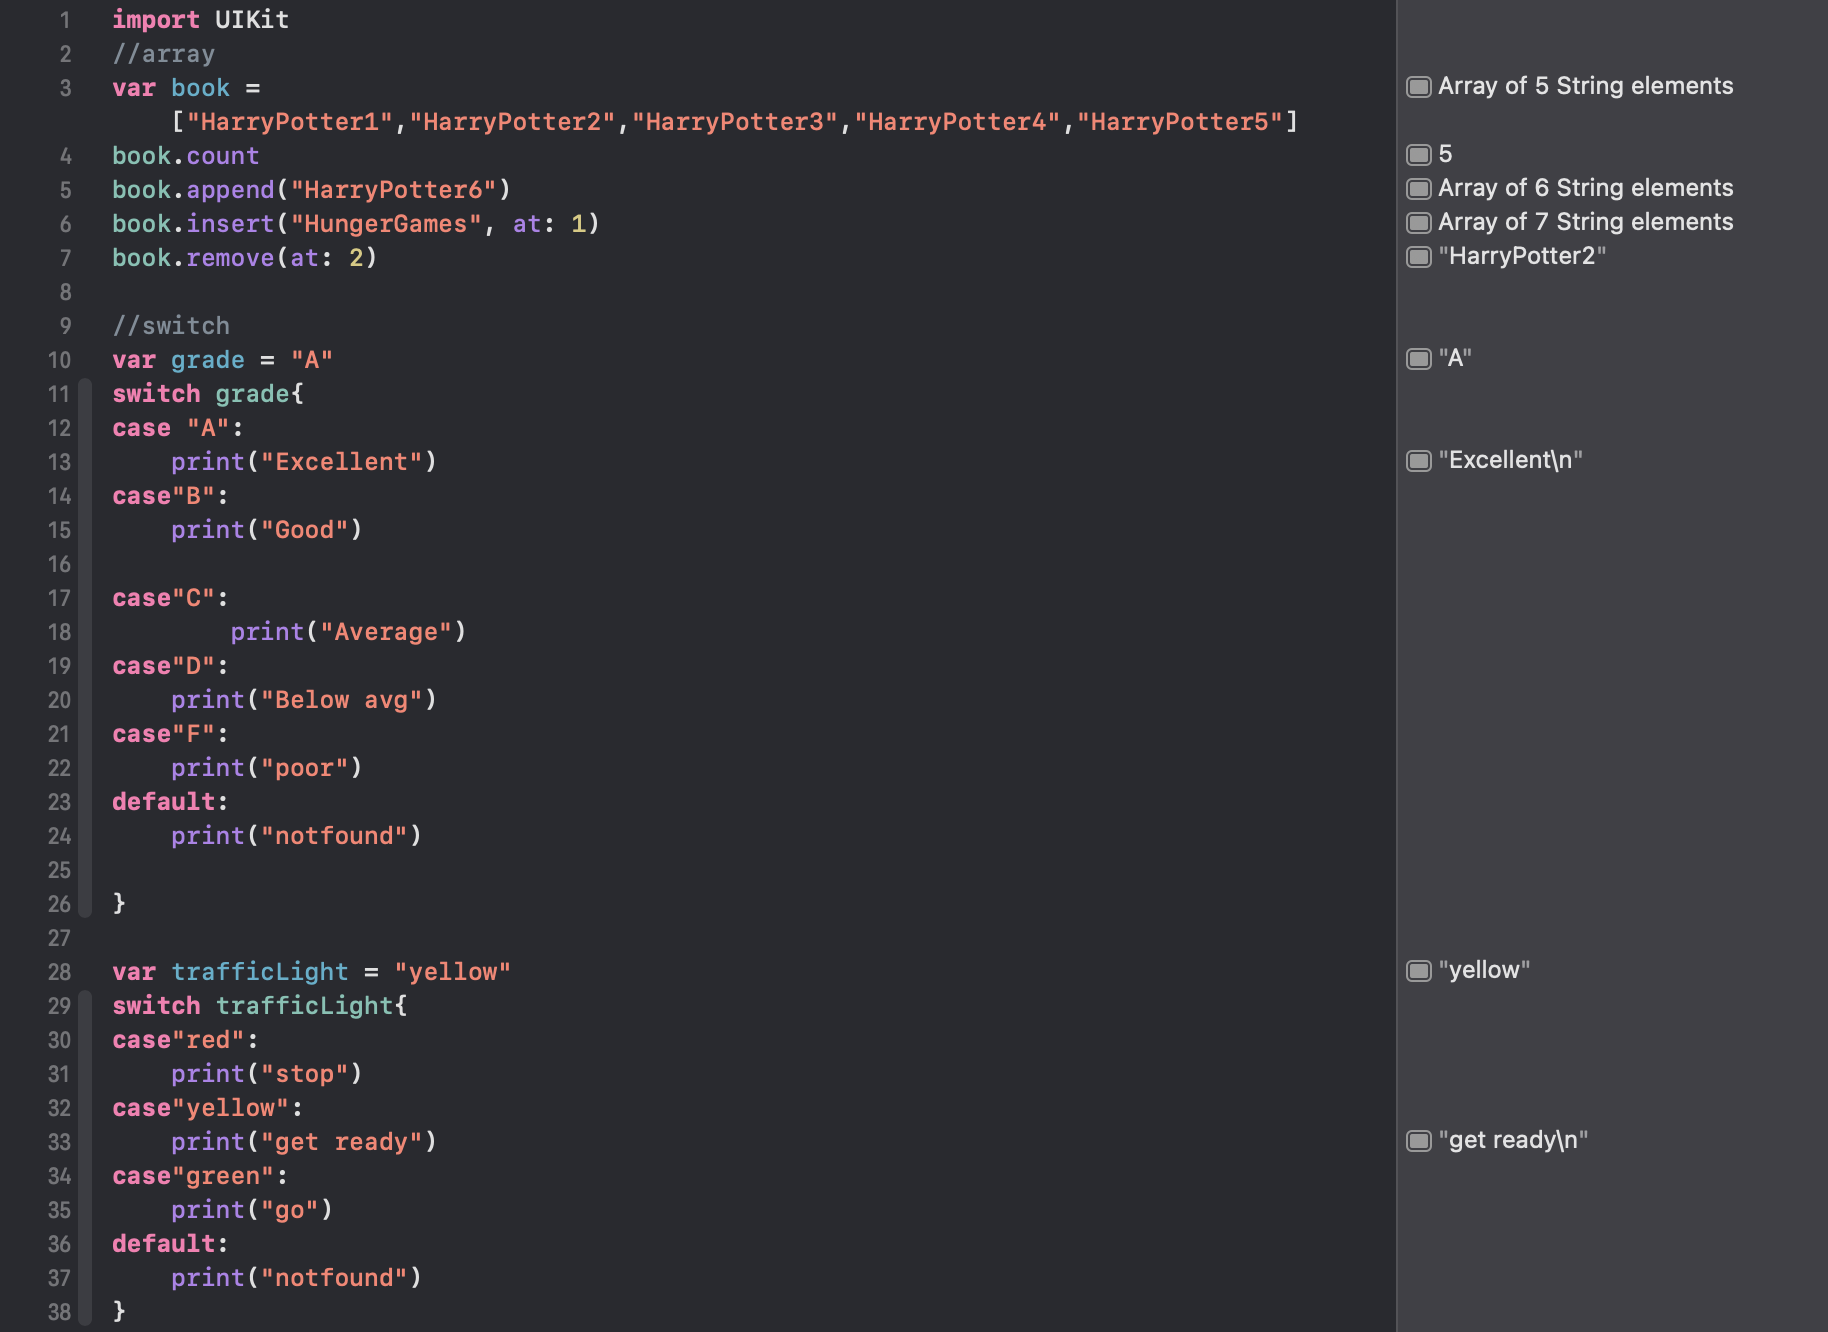 1 import UIKit
2 //array
3 var book = Array of 5 String elements
["HarryPotter1","HarryPotter2","HarryPotter3","HarryPotter4","HarryPotter5"]
4 book.count 5
5 book.append("HarryPotter6") Array of 6 String elements
6 book.insert("HungerGames", at: 1) Array of 7 String elements
7 book.remove(at: 2) "HarryPotter2"
8
9 //switch
10 var grade = "A" "A"
11 switch grade{
12 case "A":
13 print("Excellent") "Excellent\n"
14 case"B":
15 print("Good")
16
17 case"C":
18 print("Average")
19 case"D":
20 print("Below avg")
21 case"F":
22 print("poor")
23 default:
24 print("notfound")
25
26 }
27
28 var trafficLight = "yellow" "yellow"
29 switch trafficLight{
30 case"red":
31 print("stop")
32 case"yellow":
33 print("get ready") "get ready\n"
34 case"green":
35 print("go")
36 default:
37 print("notfound")
38 }